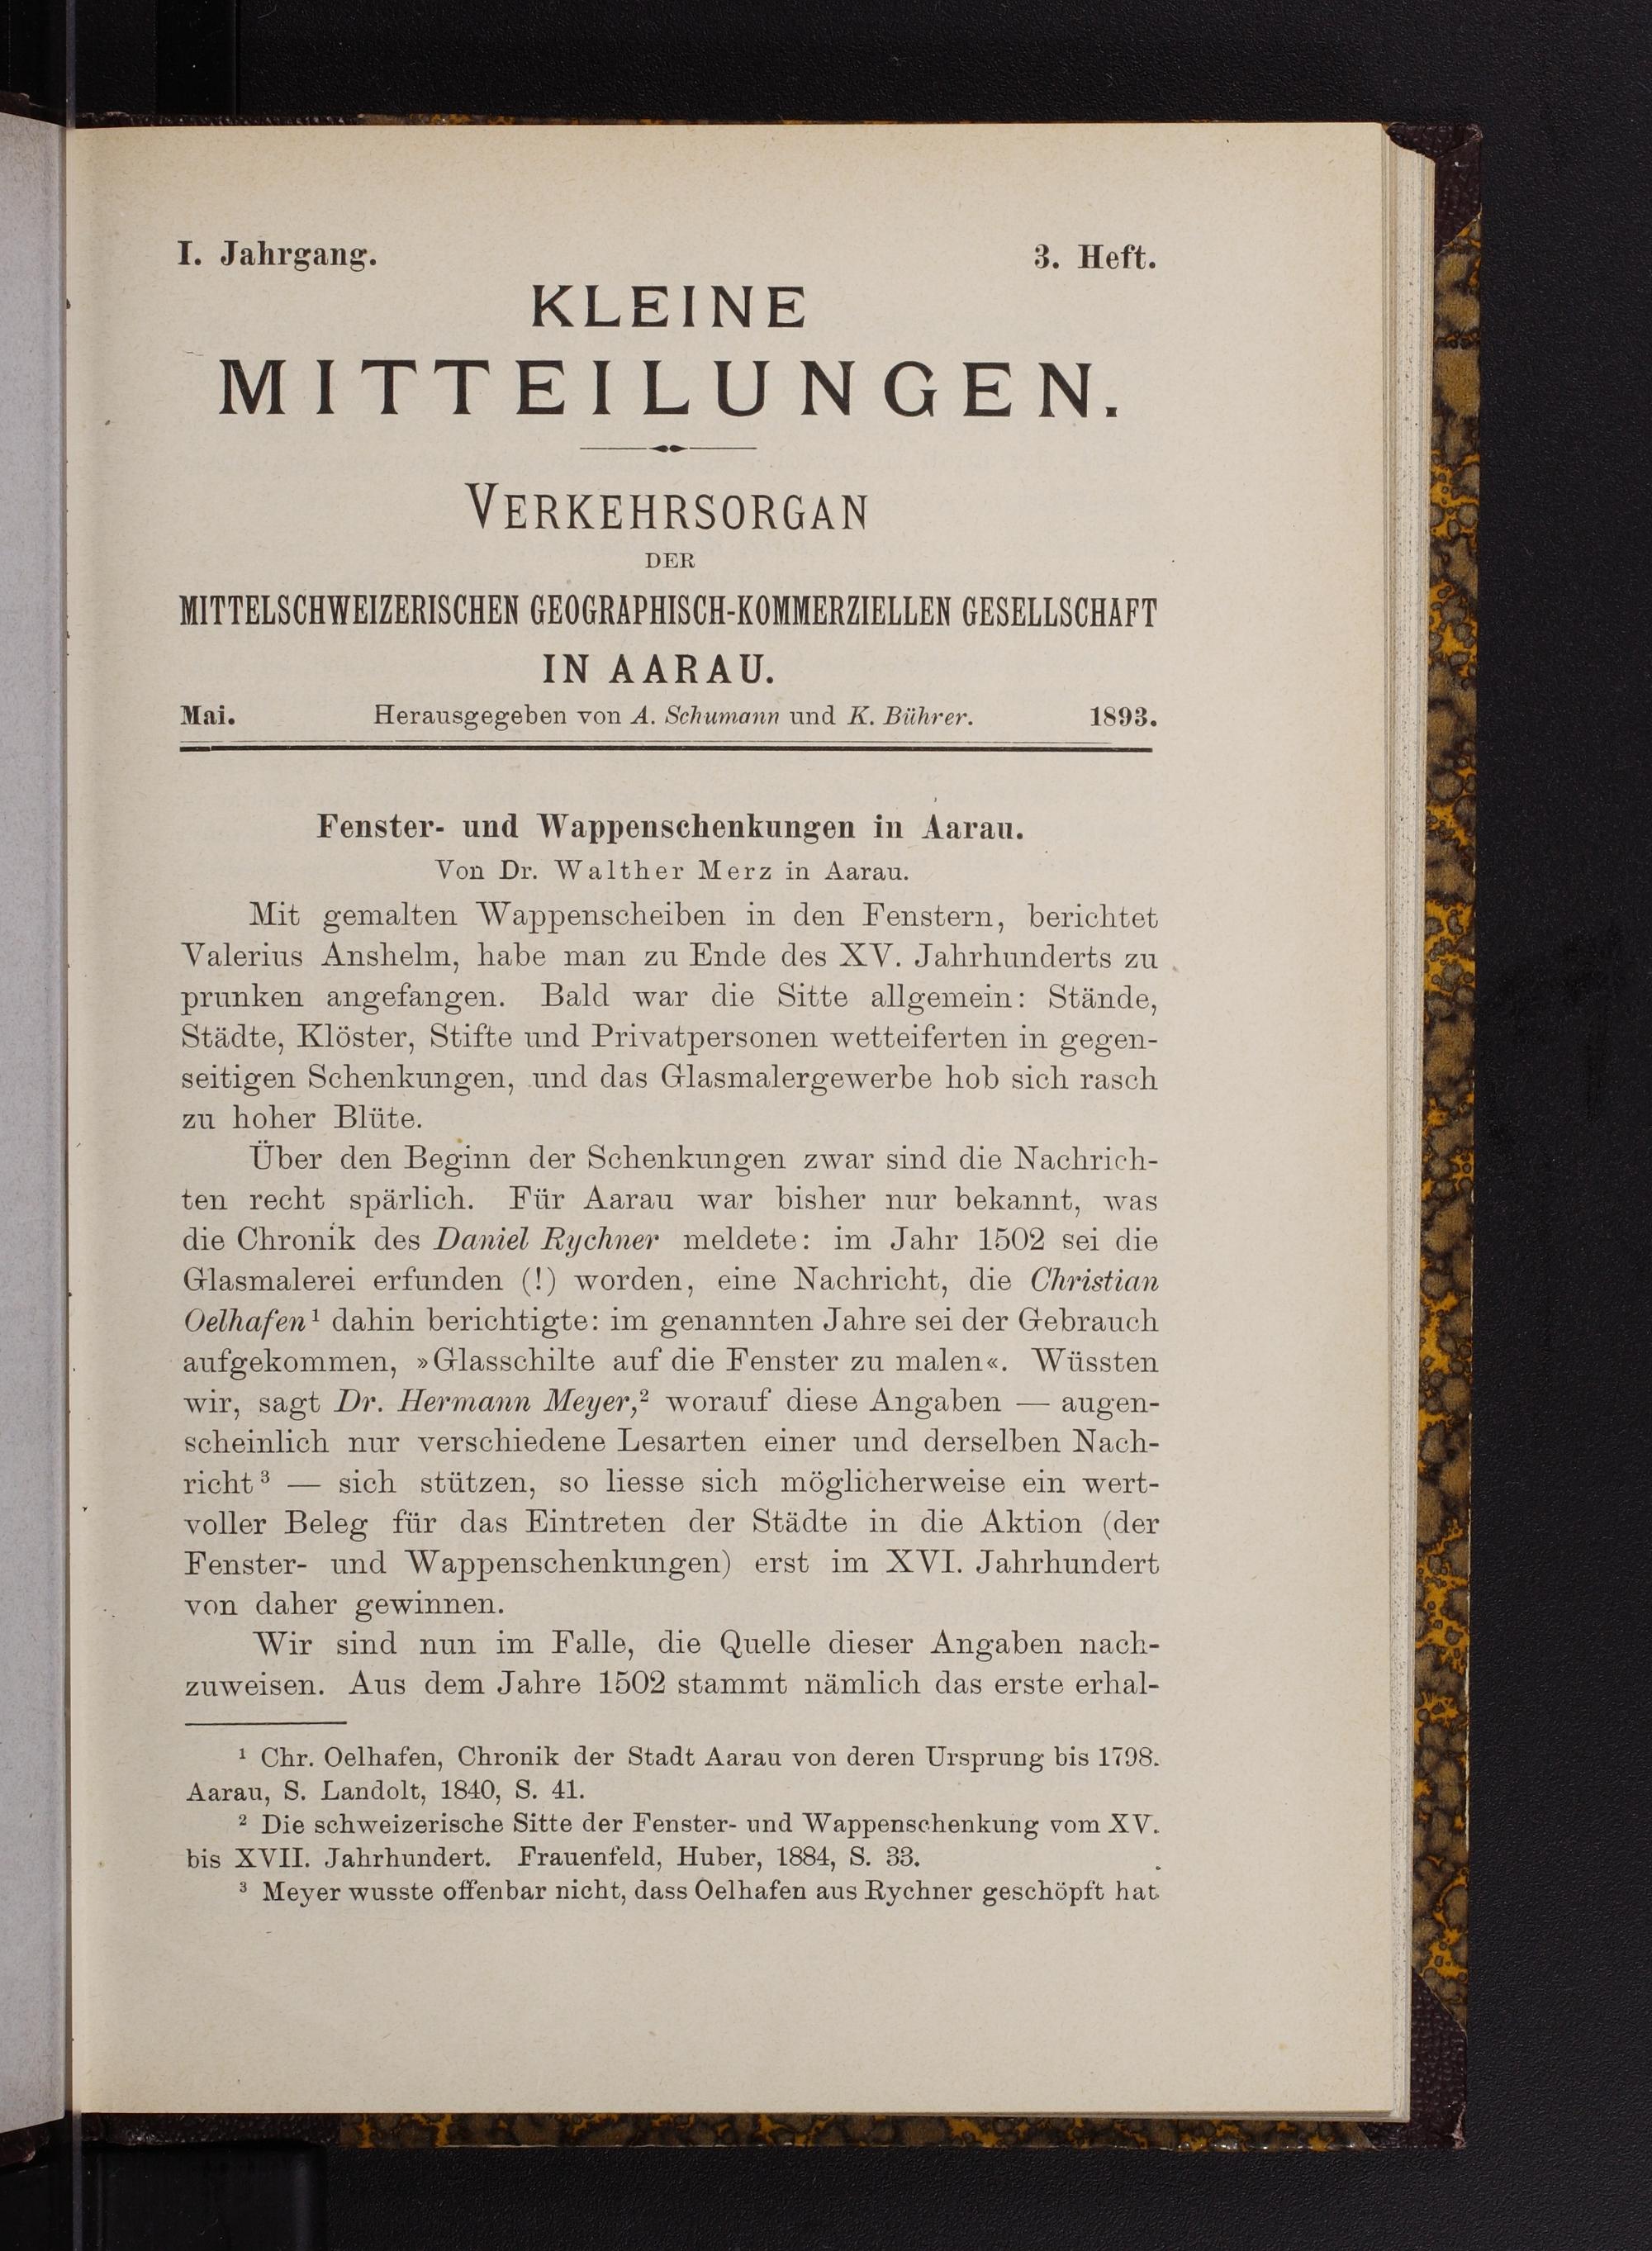 I. Jahrgang. 3. Heft.
KLEINE
MITTEILUNGEN.
VERKEHRSORGAN
DER
MITTELSCHWEIZERISCHEN GEOGRAPHISCH-KOMMERZIELLEN GESELLSCHAFT
IN AARAU.
Mai. Herausgegeben von A. Schumann und K. Bührer. 1893.
Fenster- und Wappenschenkungen in Aarau.
Von Dr. Walther Merz in Aarau.
Mit gemalten Wappenscheiben in den Fenstern, berichtet
Valerius Anshelm, habe man zu Ende des XV. Jahrhunderts zu
prunken angefangen. Bald war die Sitte allgemein: Stände,
Städte, Klöster, Stifte und Privatpersonen wetteiferten in gegen-
seitigen Schenkungen, und das Glasmalergewerbe hob sich rasch
zu hoher Blüte.
Über den Beginn der Schenkungen zwar sind die Nachrich-
ten recht spärlich. Für Aarau war bisher nur bekannt, was
die Chronik des Daniel Rychner meldete: im Jahr 1502 sei die
Glasmalerei erfunden (!) worden, eine Nachricht, die Christian
Oelhafen¹ dahin berichtigte: im genannten Jahre sei der Gebrauch
aufgekommen, »Glasschilte auf die Fenster zu malen«. Wüssten
wir, sagt Dr. Hermann Meyer,² worauf diese Angaben — augen-
scheinlich nur verschiedene Lesarten einer und derselben Nach-
richt³ — sich stützen, so liesse sich möglicherweise ein wert-
voller Beleg für das Eintreten der Städte in die Aktion (der
Fenster- und Wappenschenkungen) erst im XVI. Jahrhundert
von daher gewinnen.
Wir sind nun im Falle, die Quelle dieser Angaben nach-
zuweisen. Aus dem Jahre 1502 stammt nämlich das erste erhal-
¹ Chr. Oelhafen, Chronik der Stadt Aarau von deren Ursprung bis 1798.
Aarau, S. Landolt, 1840, S. 41.
² Die schweizerische Sitte der Fenster- und Wappenschenkung vom XV.
bis XVII. Jahrhundert. Frauenfeld, Huber, 1884, S. 33.
³ Meyer wusste offenbar nicht, dass Oelhafen aus Rychner geschöpft hat.